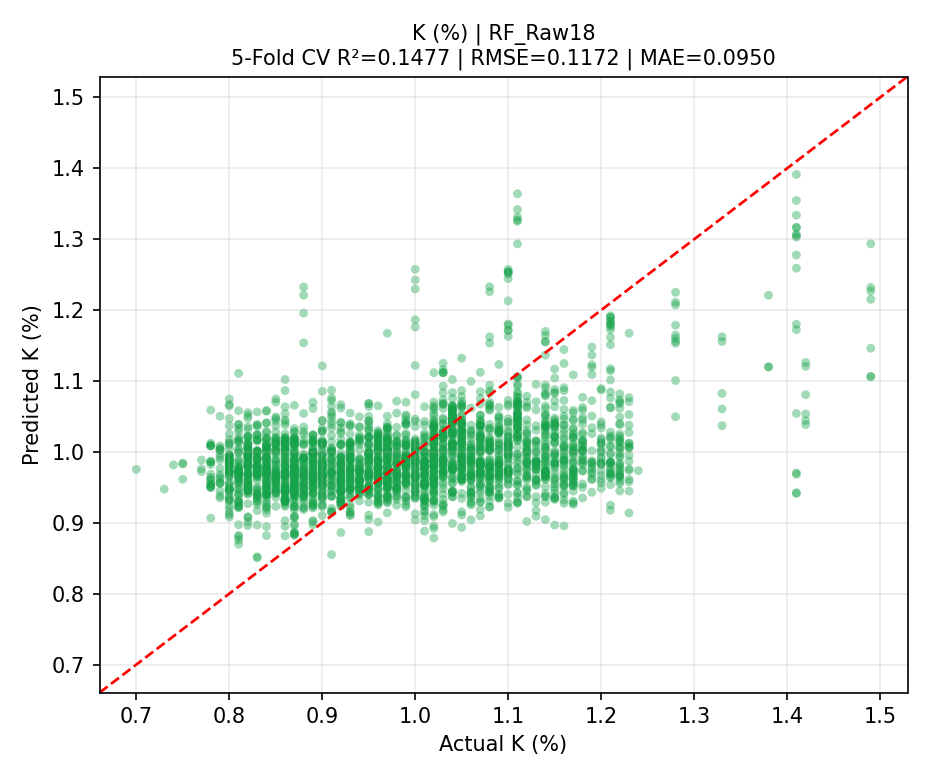 K (%) | RF_Raw18
5-Fold CV R²=0.1477 | RMSE=0.1172 | MAE=0.0950
1.5
1.4
1.3
1.2
1.1
1.0
0.9
0.8
0.7
Predicted K (%)
0.7 0.8 0.9 1.0 1.1 1.2 1.3 1.4 1.5
Actual K (%)